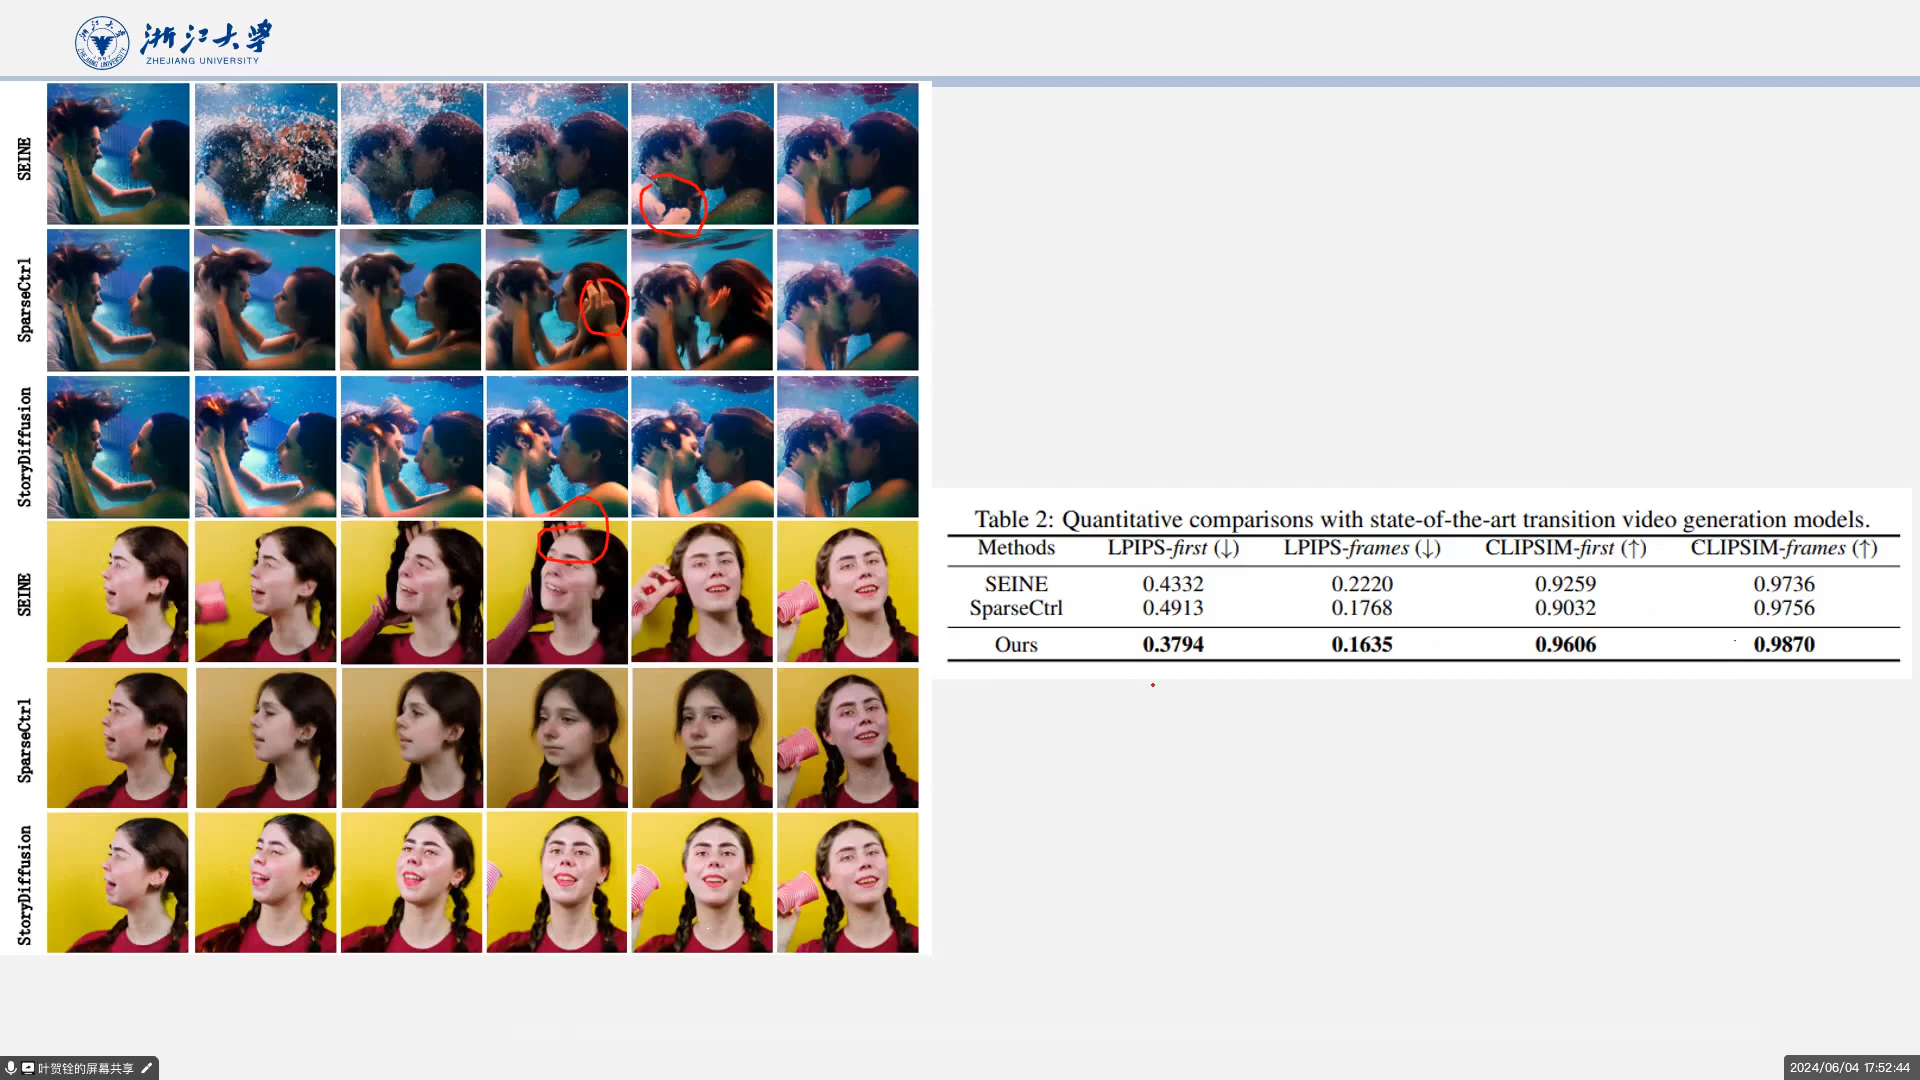 浙江大学
ZHEJIANG UNIVERSITY
SEINE
SparseCtrl
StoryDiffusion
SEINE
SparseCtrl
StoryDiffusion
Table 2: Quantitative comparisons with state-of-the-art transition video generation models.
Methods LPIPS-first (↓) LPIPS-frames (↓) CLIPSIM-first (↑) CLIPSIM-frames (↑)
SEINE 0.4332 0.2220 0.9259 0.9736
SparseCtrl 0.4913 0.1768 0.9032 0.9756
Ours 0.3794 0.1635 0.9606 0.9870
叶贺铨的屏幕共享
2024/06/04 17:52:44